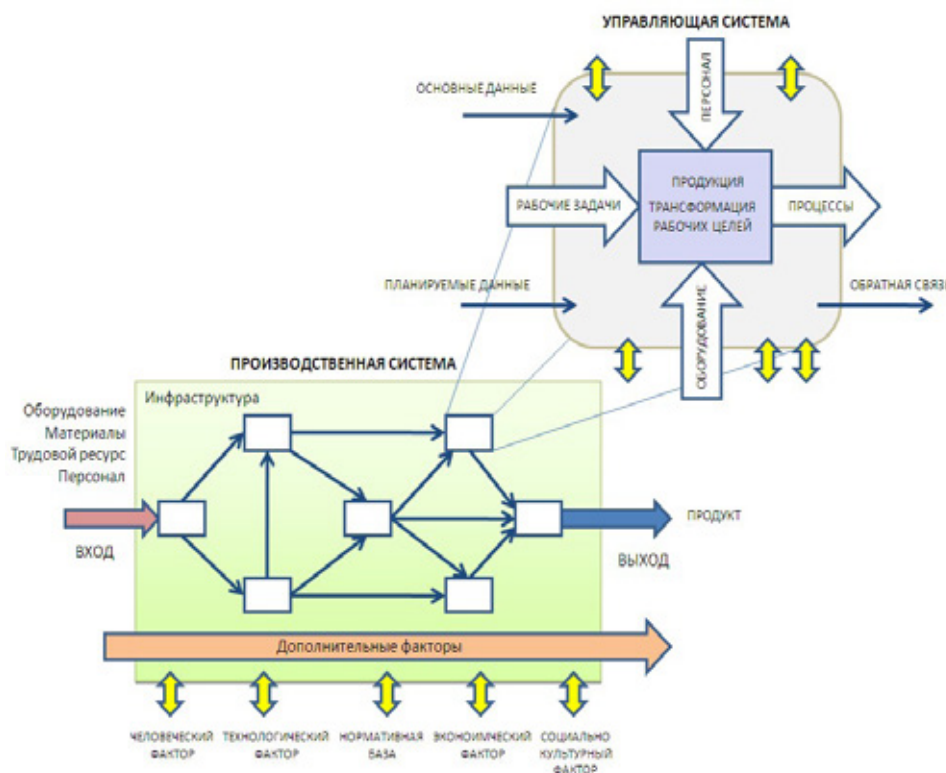 УПРАВЛЯЮЩАЯ СИСТЕМА
ОСНОВНЫЕ ДАННЫЕ
ПЕРСОНАЛ
ПРОДУКЦИЯ
ТРАНСФОРМАЦИЯ
РАБОЧИХ ЦЕЛЕЙ
РАБОЧИЕ ЗАДАЧИ
ПРОЦЕССЫ
ПЛАНИРУЕМЫЕ ДАННЫЕ
ОБРАТНАЯ СВЯЗ
ОБОРУДОВАНИЕ
ПРОИЗВОДСТВЕННАЯ СИСТЕМА
Инфраструктура
Оборудование
Материалы
Трудовой ресурс
Персонал
ВХОД
ПРОДУКТ
ВЫХОД
Дополнительные факторы
ЧЕЛОВЕЧЕСКИЙ
ФАКТОР
ТЕХНОЛОГИЧЕСКИЙ
ФАКТОР
НОРМАТИВНАЯ
БАЗА
ЭКОНОИМЧЕСКИЙ
ФАКТОР
СОЦИАЛЬНО
КУЛЬТУРНЫЙ
ФАКТОР